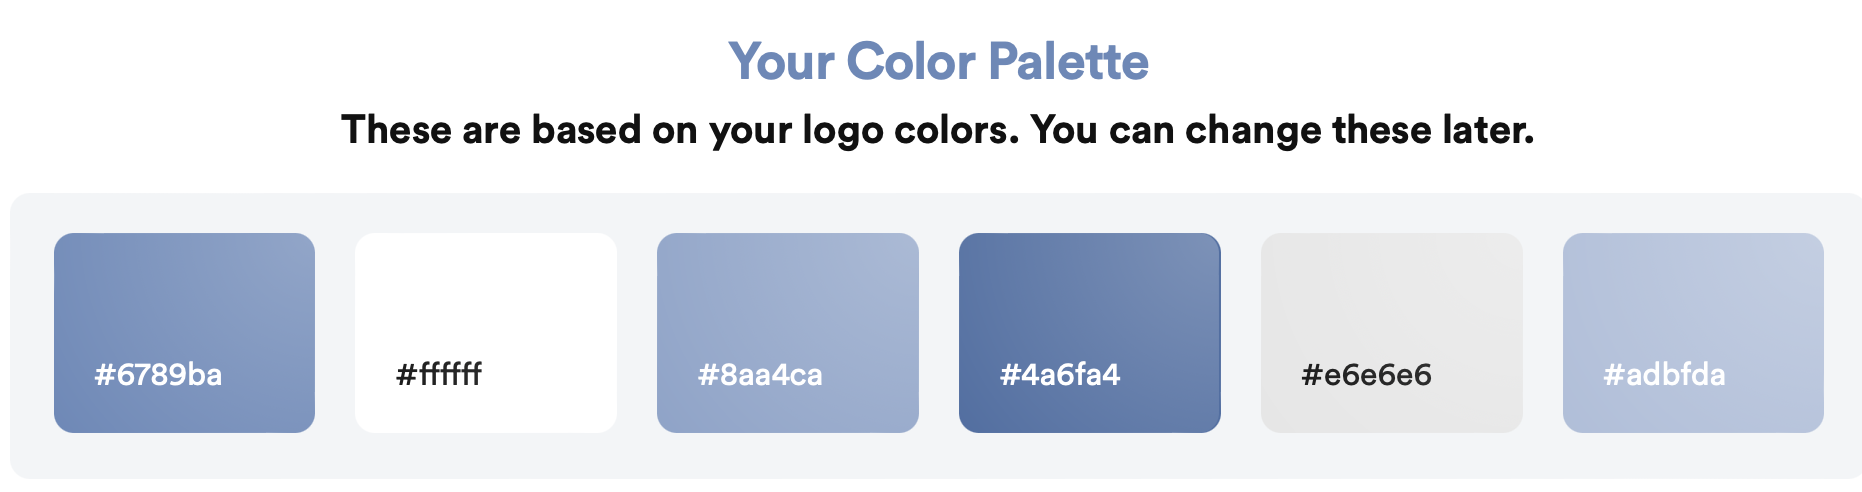 Your Color Palette
These are based on your logo colors. You can change these later.
#6789ba #ffffff #8aa4ca #4a6fa4 #e6e6e6 #adbfda